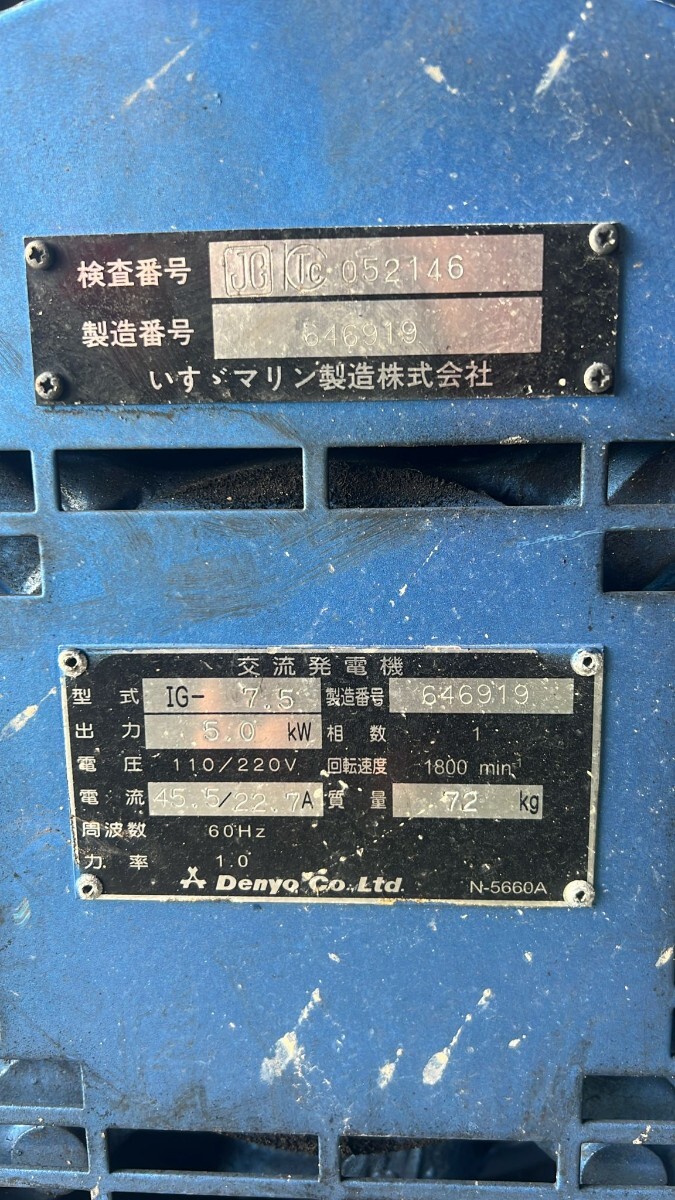 検査番号 JG JC 052146
製造番号 646919
いすゞマリン製造株式会社
交流発電機
型式 IG- 7.5 製造番号 646919
出力 5.0 kW 相数 1
電圧 110/220V 回転速度 1800 min⁻¹
電流 45.5/22.7A 質量 72 kg
周波数 60Hz
力率 1.0
Denyo Co.,Ltd. N-5660A